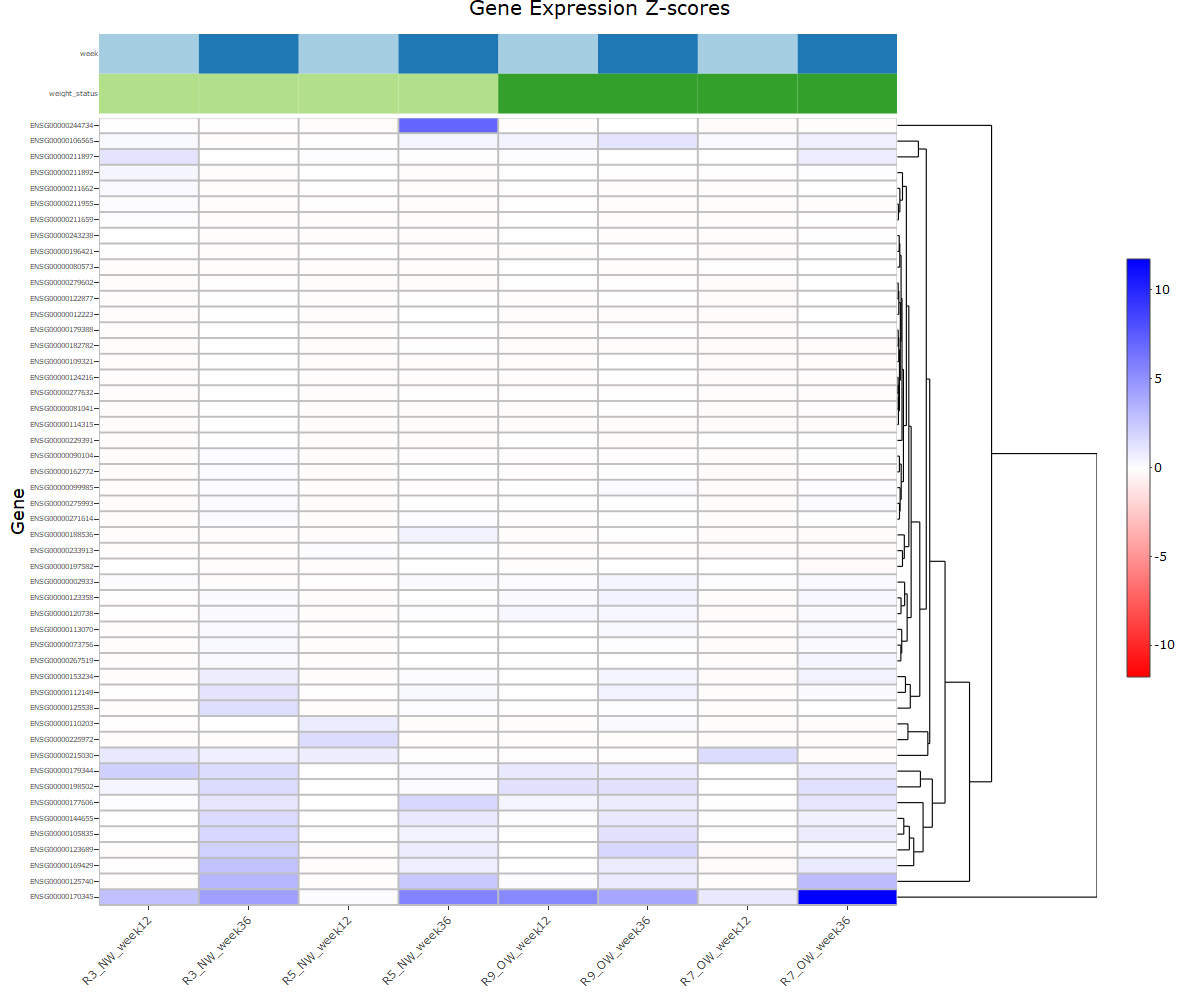 Gene Expression Z-scores
week
weight_status
ENSG00000244734
ENSG00000106565
ENSG00000211897
ENSG00000211892
ENSG00000211662
ENSG00000211955
ENSG00000211659
ENSG00000243238
ENSG00000196421
ENSG00000080573
ENSG00000279602
ENSG00000122877
ENSG00000012223
ENSG00000179388
ENSG00000182782
ENSG00000109321
ENSG00000124216
ENSG00000277632
ENSG00000081041
ENSG00000114315
ENSG00000229391
ENSG00000090104
ENSG00000162772
ENSG00000099985
ENSG00000275993
ENSG00000271614
ENSG00000188536
ENSG00000233913
ENSG00000197582
ENSG00000002933
ENSG00000123358
ENSG00000120738
ENSG00000113070
ENSG00000073756
ENSG00000267519
ENSG00000153234
ENSG00000112149
ENSG00000125538
ENSG00000110203
ENSG00000225972
ENSG00000215030
ENSG00000179344
ENSG00000198502
ENSG00000177606
ENSG00000144655
ENSG00000105835
ENSG00000123689
ENSG00000169429
ENSG00000125740
ENSG00000170345
Gene
R3_NW_week12
R3_NW_week36
R5_NW_week12
R5_NW_week36
R9_OW_week12
R9_OW_week36
R7_OW_week12
R7_OW_week36
10
5
0
-5
-10